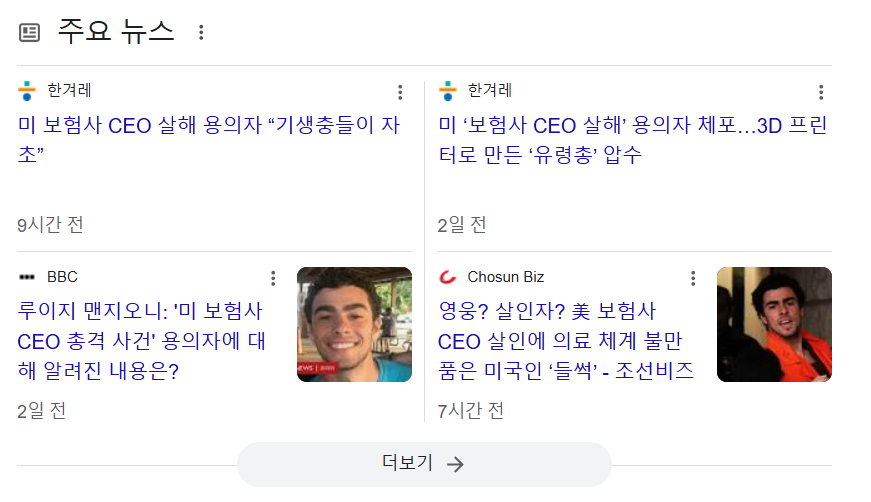 주요 뉴스
한겨레
미 보험사 CEO 살해 용의자 “기생충들이 자
초”
9시간 전
한겨레
미 ‘보험사 CEO 살해’ 용의자 체포…3D 프린
터로 만든 ‘유령총’ 압수
2일 전
BBC
루이지 맨지오니: '미 보험사
CEO 총격 사건' 용의자에 대
해 알려진 내용은?
NEWS
2일 전
Chosun Biz
영웅? 살인자? 美 보험사
CEO 살인에 의료 체계 불만
품은 미국인 ‘들썩’ - 조선비즈
7시간 전
더보기